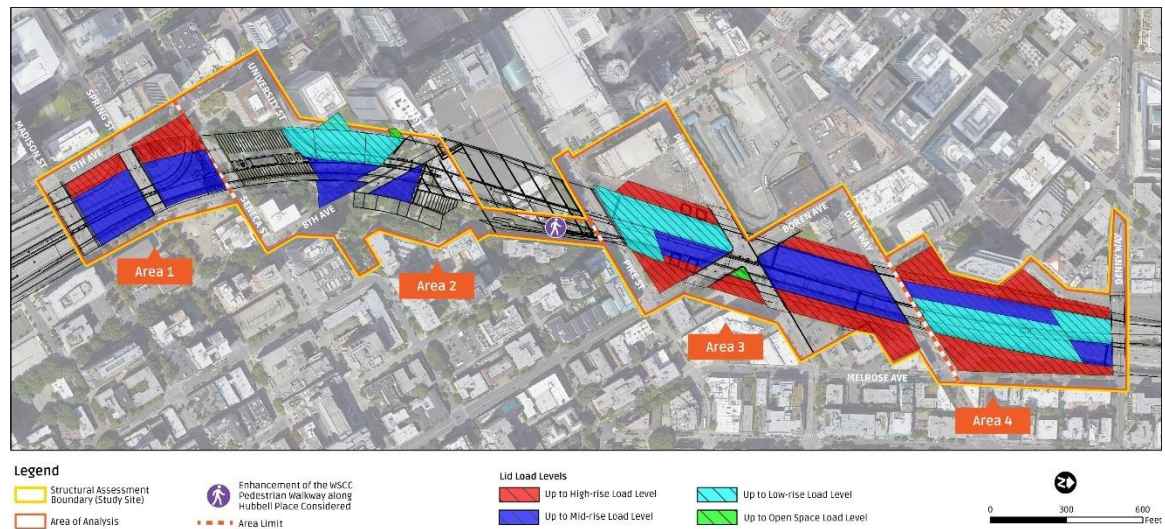 MADISON ST
SPRING ST
6TH AVE
UNIVERSITY ST
SENECA ST
8TH AVE
PIKE ST
PINE ST
BOREN AVE
OLIVE WAY
MELROSE AVE
DENNY WAY
Area 1
Area 2
Area 3
Area 4
Legend
Structural Assessment
Boundary (Study Site)
Area of Analysis
Enhancement of the WSCC
Pedestrian Walkway along
Hubbell Place Considered
Area Limit
Lid Load Levels
Up to High-rise Load Level
Up to Mid-rise Load Level
Up to Low-rise Load Level
Up to Open Space Load Level
N
0 300 600
Feet